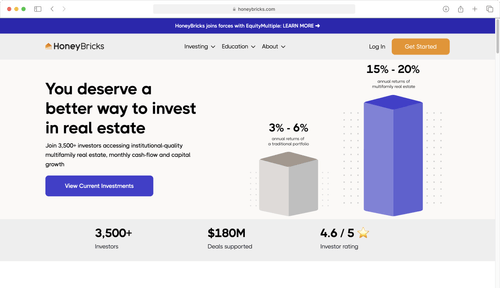 honeybricks.com
HoneyBricks joins forces with EquityMultiple: LEARN MORE ➔
HoneyBricks
Investing
Education
About
Log In
Get Started
You deserve a
better way to invest
in real estate
Join 3,500+ investors accessing institutional-quality
multifamily real estate, monthly cash-flow and capital
growth
View Current Investments
3% - 6%
annual returns of
a traditional portfolio
15% - 20%
annual returns of
multifamily real estate
3,500+
Investors
$180M
Deals supported
4.6 / 5 ⭐
Investor rating